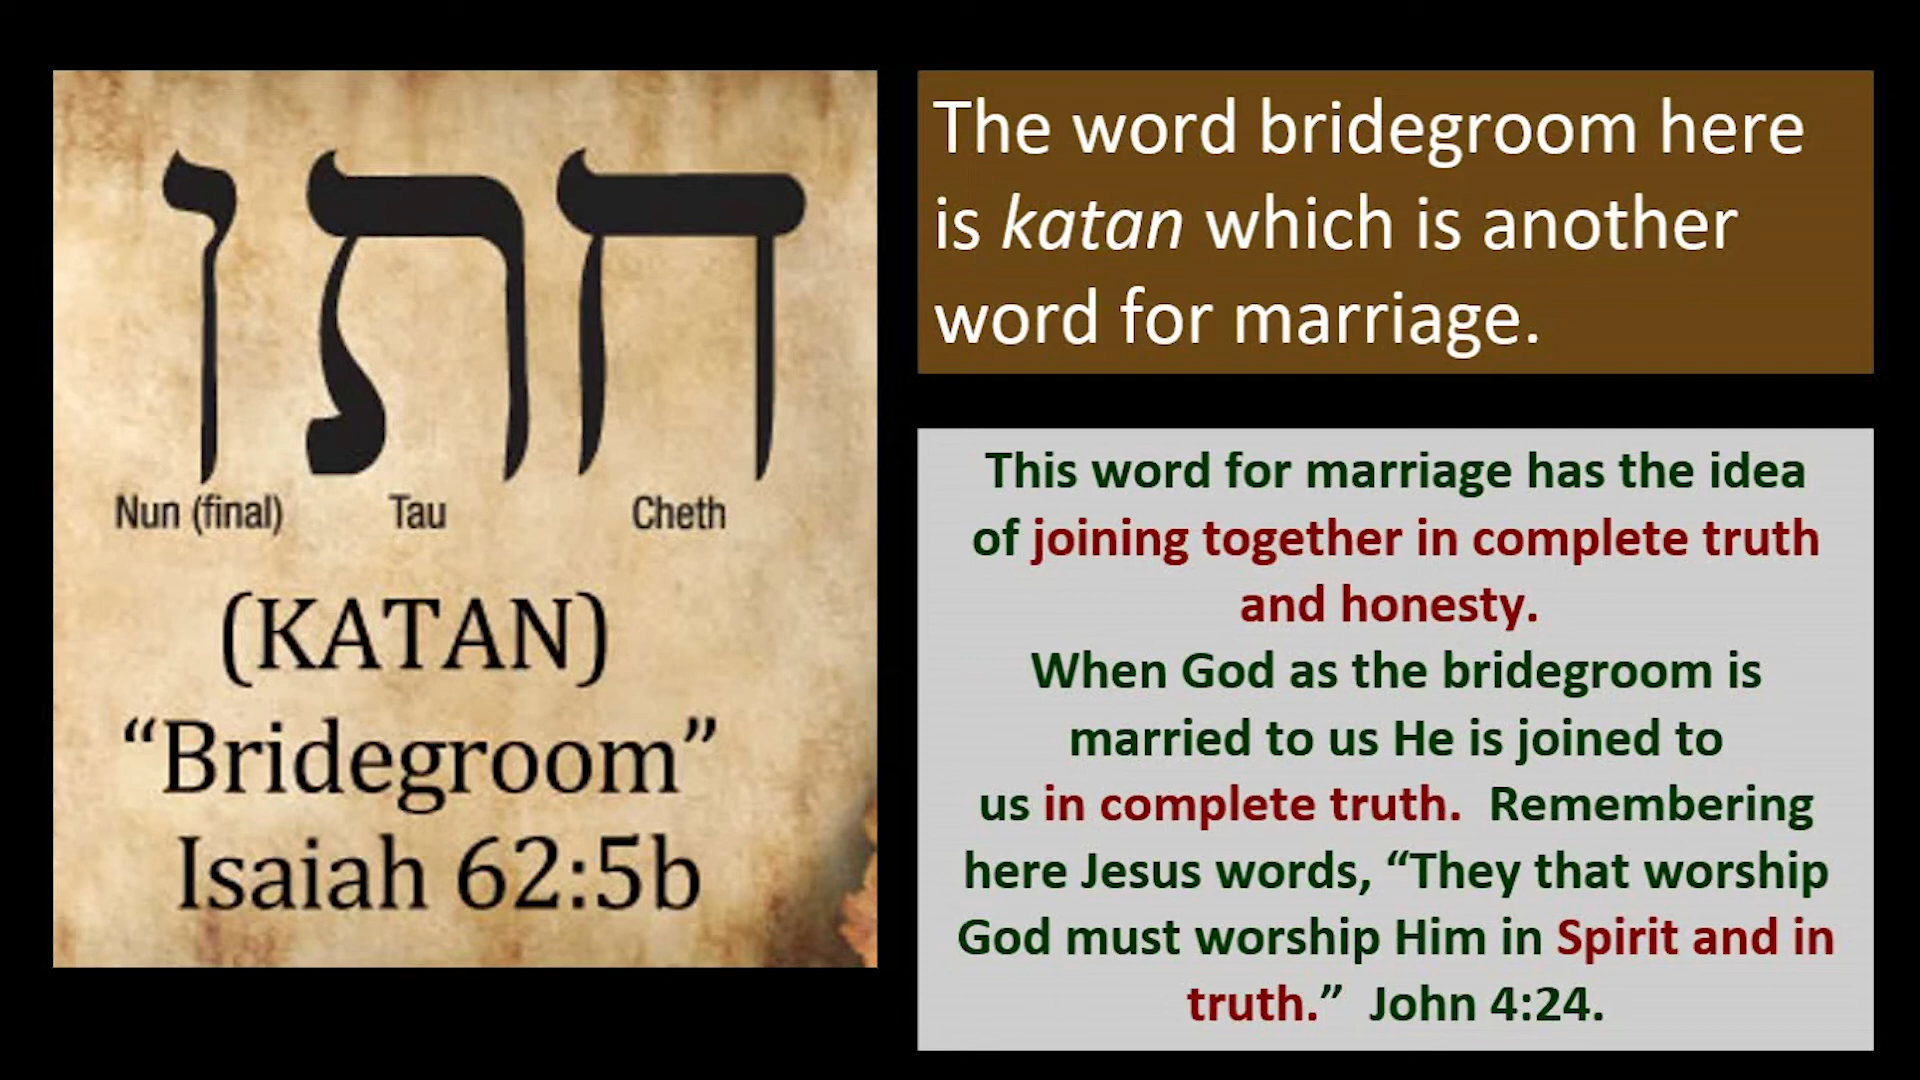 חתן
Nun (final) Tau Cheth
(KATAN)
“Bridegroom”
Isaiah 62:5b
The word bridegroom here
is katan which is another
word for marriage.
This word for marriage has the idea
of joining together in complete truth
and honesty.
When God as the bridegroom is
married to us He is joined to
us in complete truth.  Remembering
here Jesus words, “They that worship
God must worship Him in Spirit and in
truth.”  John 4:24.